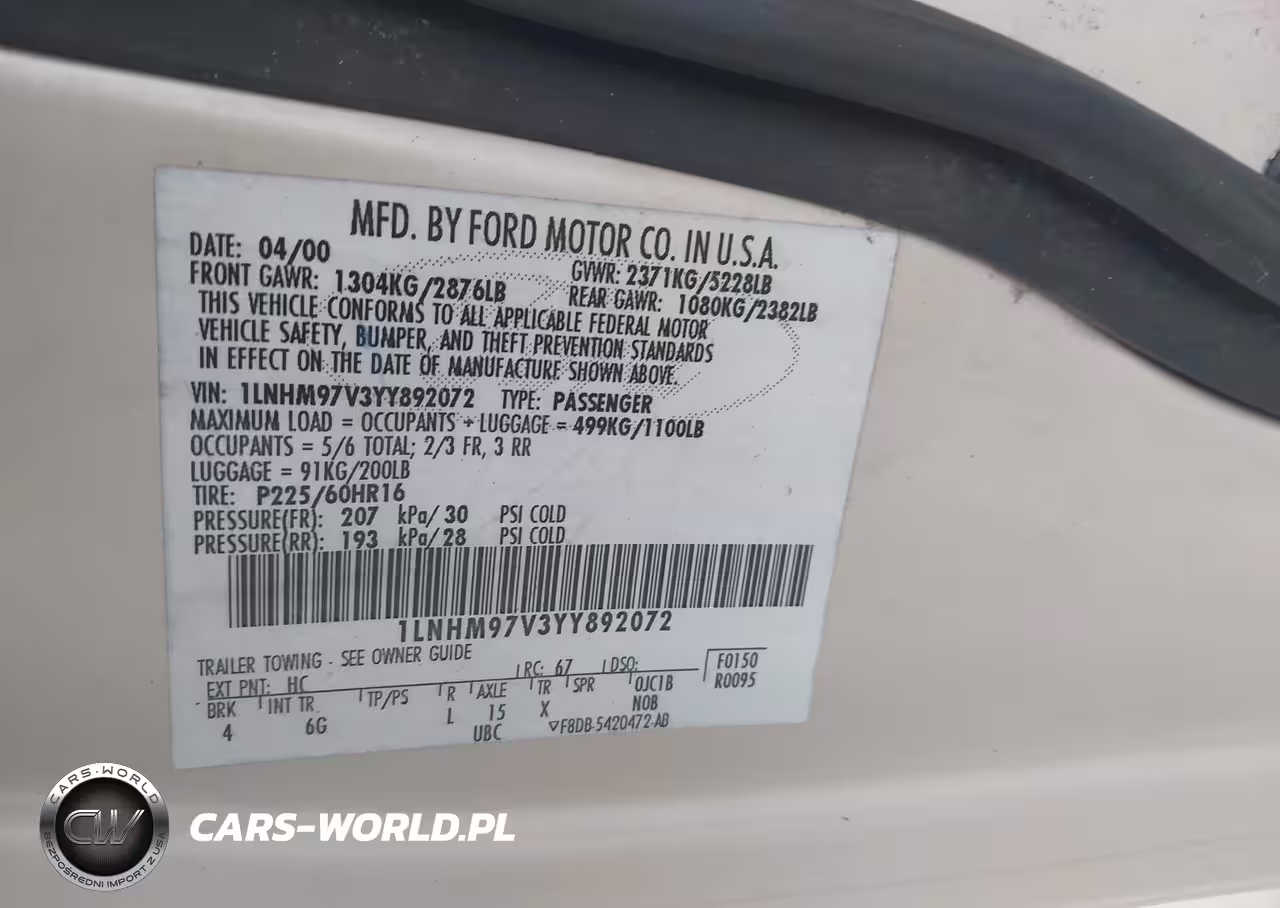 MFD. BY FORD MOTOR CO. IN U.S.A.
DATE: 04/00 GVWR: 2371KG/5228LB
FRONT GAWR: 1304KG/2876LB REAR GAWR: 1080KG/2382LB
THIS VEHICLE CONFORMS TO ALL APPLICABLE FEDERAL MOTOR
VEHICLE SAFETY, BUMPER, AND THEFT PREVENTION STANDARDS
IN EFFECT ON THE DATE OF MANUFACTURE SHOWN ABOVE.
VIN: 1LNHM97V3YY892072 TYPE: PASSENGER
MAXIMUM LOAD = OCCUPANTS + LUGGAGE = 499KG/1100LB
OCCUPANTS = 5/6 TOTAL; 2/3 FR, 3 RR
LUGGAGE = 91KG/200LB
TIRE: P225/60HR16
PRESSURE(FR): 207 kPa/ 30 PSI COLD
PRESSURE(RR): 193 kPa/ 28 PSI COLD
1LNHM97V3YY892072
TRAILER TOWING - SEE OWNER GUIDE
EXT PNT: HC RC: 67 DSO: F0150
BRK INT TR TP/PS R AXLE TR SPR 0JC1B R0095
4 6G L 15 X N0B
UBC ▽F8DB-5420472-AB
CARS-WORLD
CW
BEZPOŚREDNI IMPORT Z USA
CARS-WORLD.PL